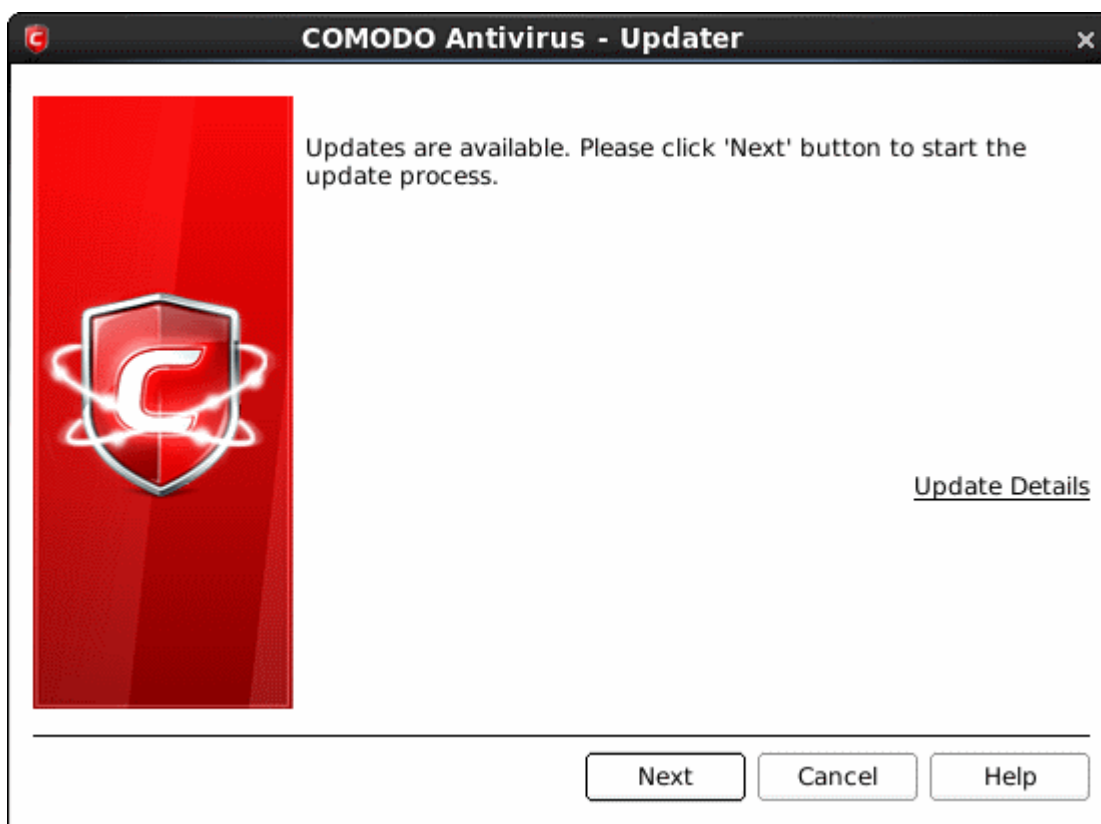 COMODO Antivirus - Updater
Updates are available. Please click 'Next' button to start the
update process.
Update Details
Next Cancel Help